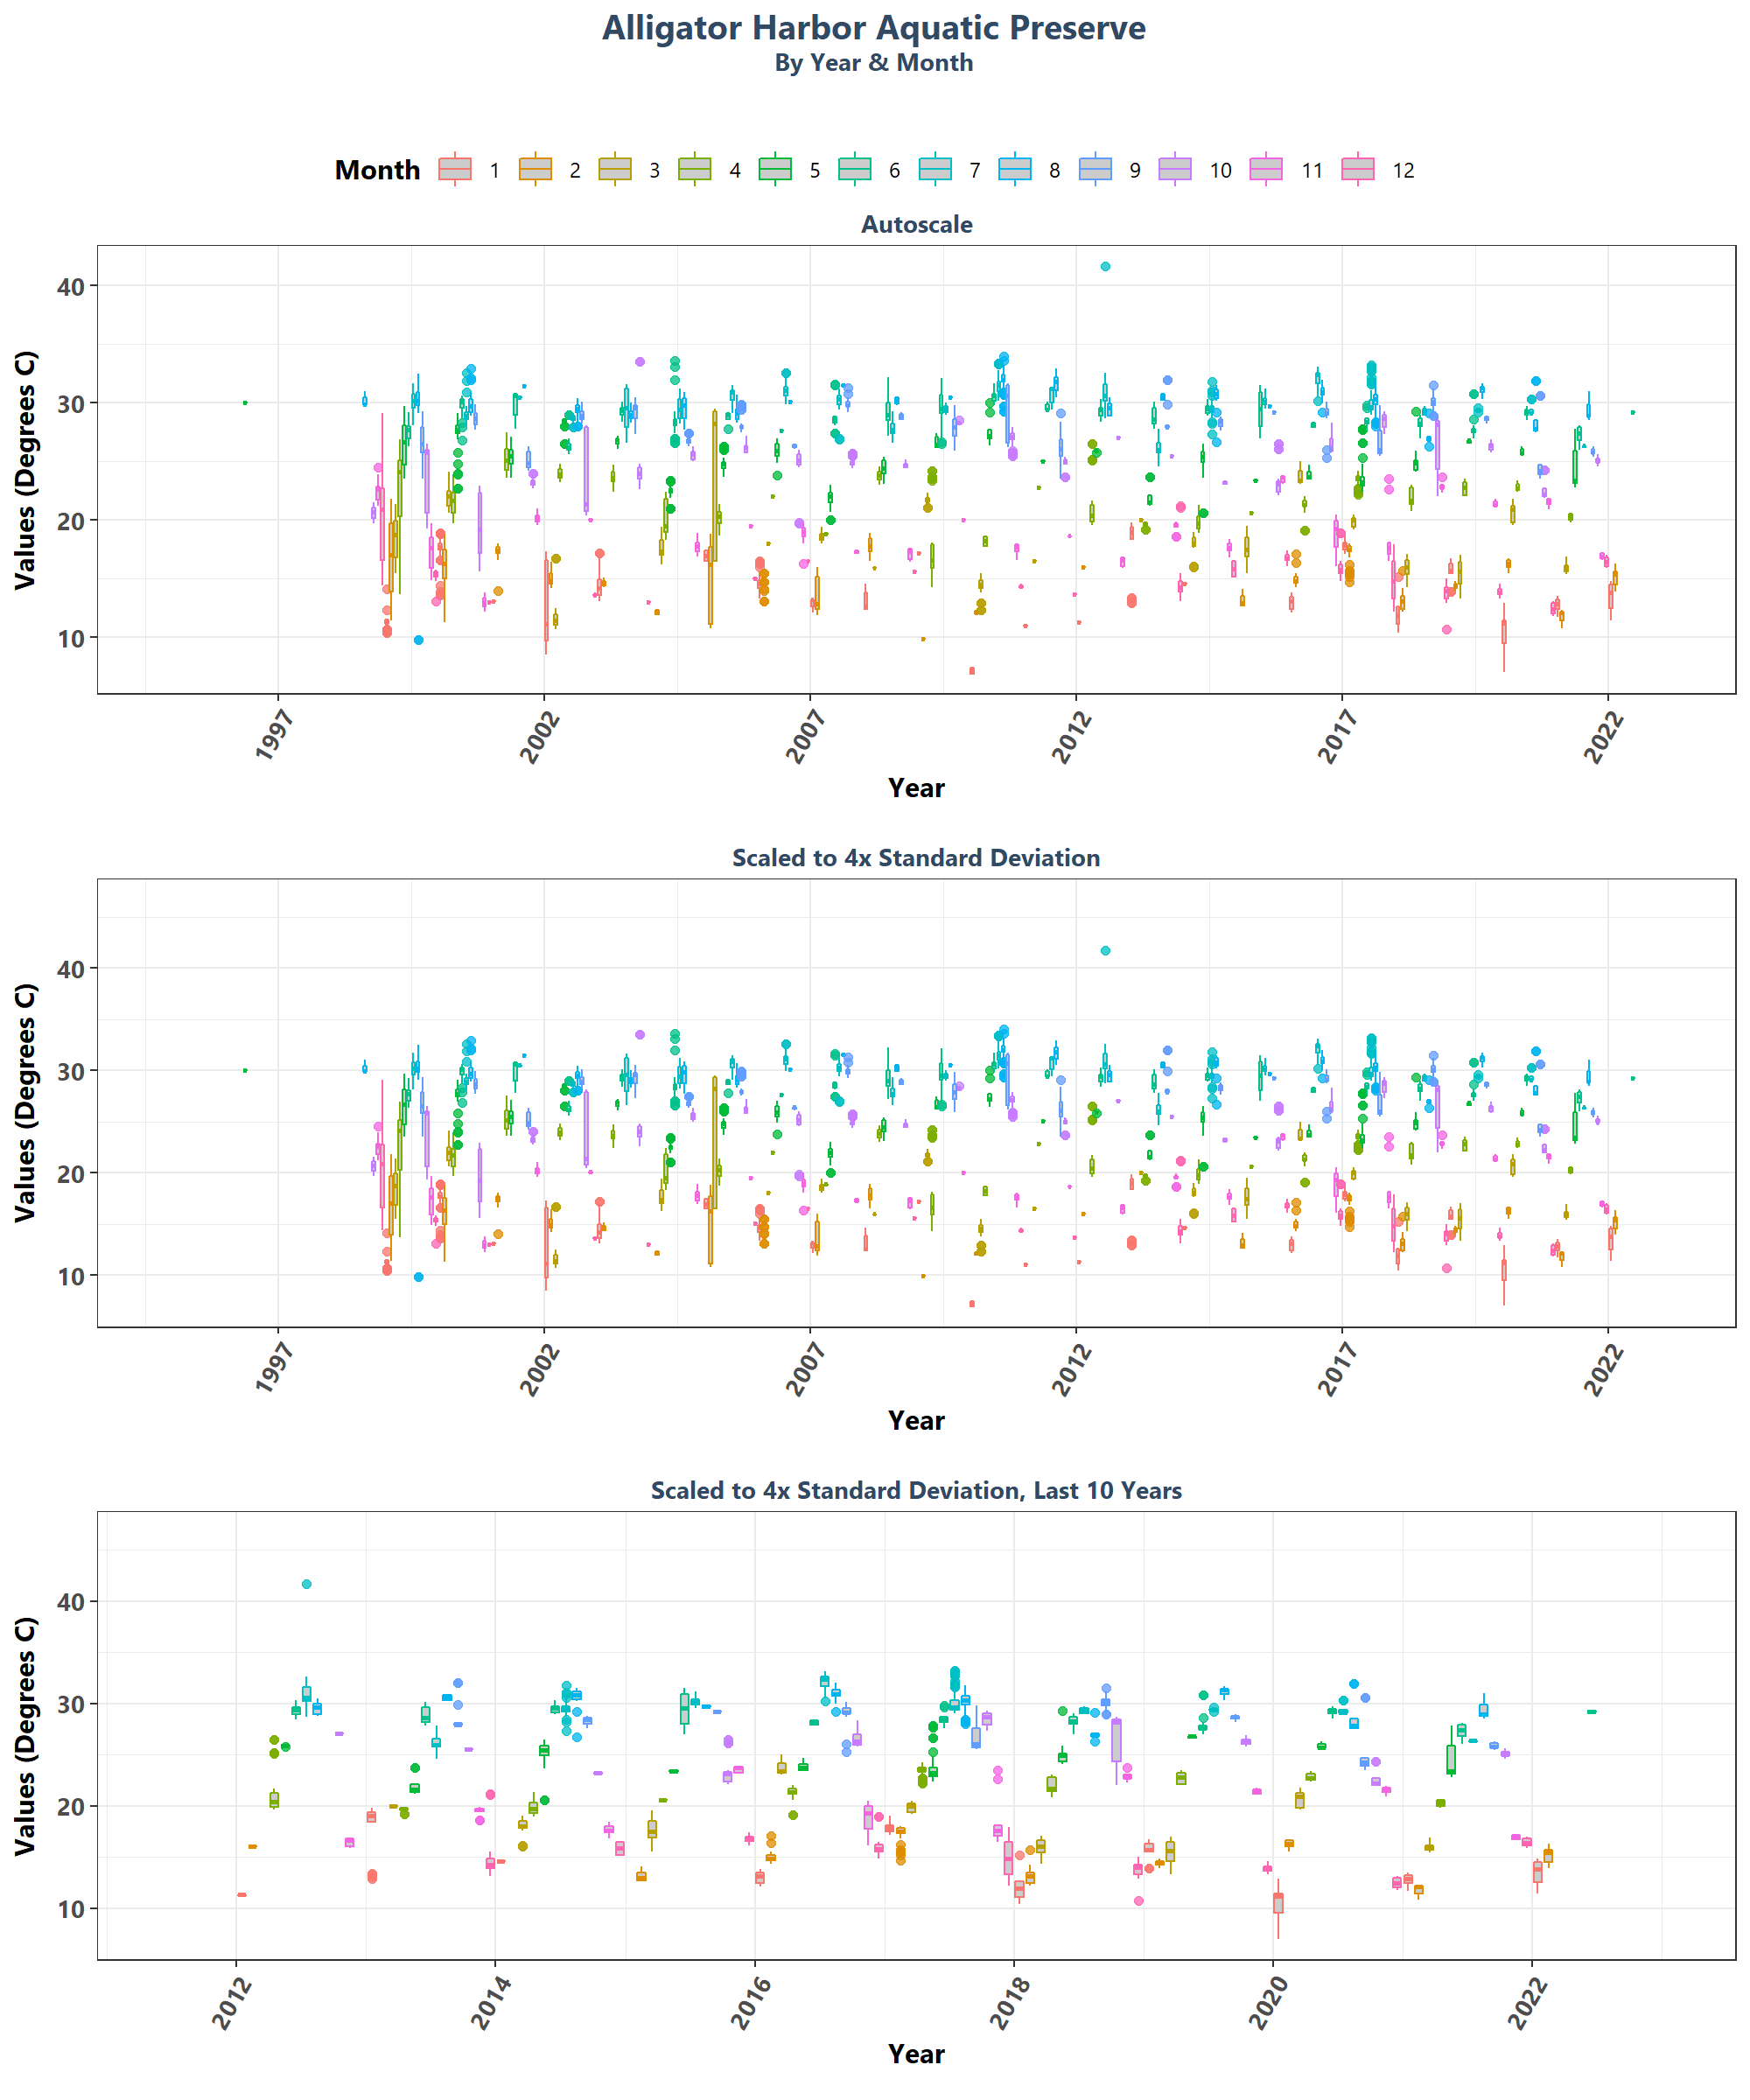 Alligator Harbor Aquatic Preserve
By Year & Month
Month 1 2 3 4 5 6 7 8 9 10 11 12
Autoscale
Values (Degrees C)
40
30
20
10
1997 2002 2007 2012 2017 2022
Year
Scaled to 4x Standard Deviation
Values (Degrees C)
40
30
20
10
1997 2002 2007 2012 2017 2022
Year
Scaled to 4x Standard Deviation, Last 10 Years
Values (Degrees C)
40
30
20
10
2012 2014 2016 2018 2020 2022
Year